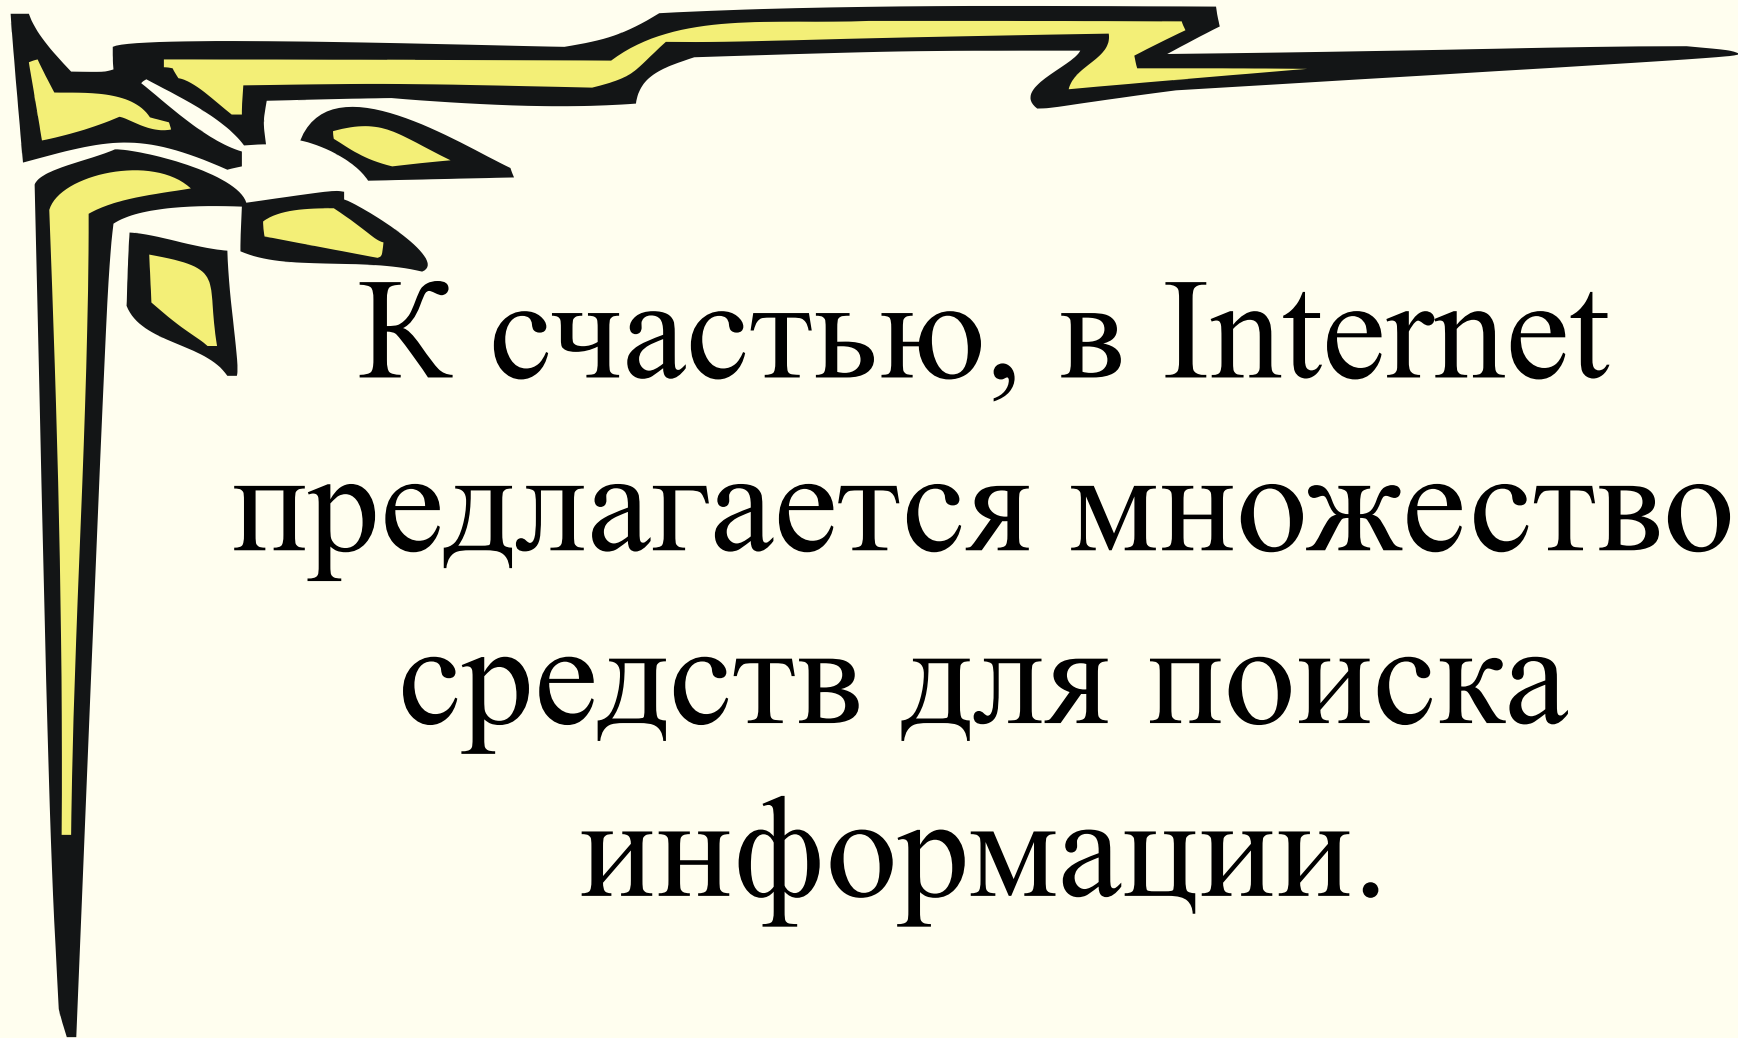 К счастью, в Internet
предлагается множество
средств для поиска
информации.